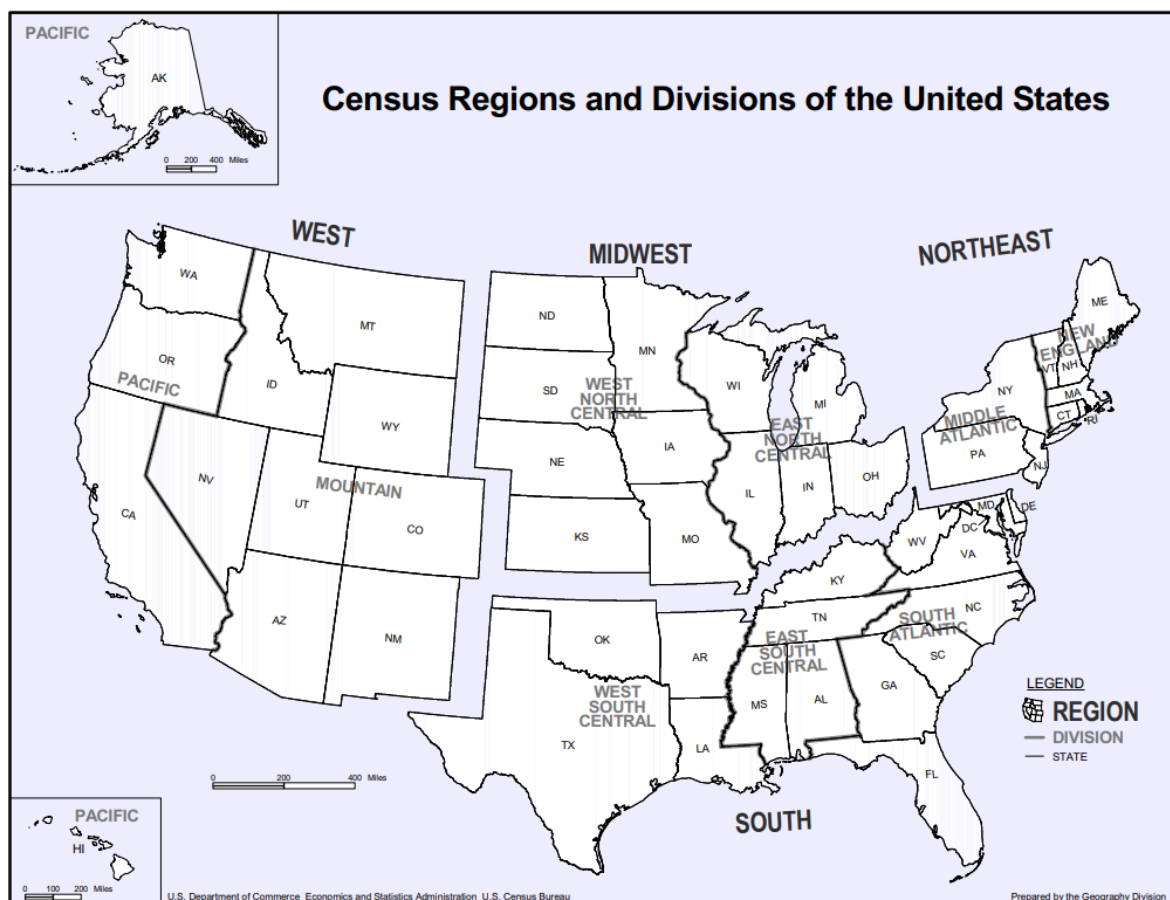 PACIFIC
AK
0 200 400 Miles
Census Regions and Divisions of the United States
WEST
MIDWEST
NORTHEAST
WA
MT
OR
ID
PACIFIC
WY
NV
UT
MOUNTAIN
CA
CO
AZ
NM
ND
MN
SD
WEST
NORTH
CENTRAL
NE
IA
KS
MO
WI
MI
EAST
NORTH
CENTRAL
IL
IN
OH
ME
NEW
ENGLAND
VT
NH
NY
MA
CT
RI
MIDDLE
ATLANTIC
PA
NJ
MD
DE
DC
WV
VA
KY
TN
NC
SOUTH
ATLANTIC
SC
EAST
SOUTH
CENTRAL
MS
AL
GA
FL
OK
AR
WEST
SOUTH
CENTRAL
TX
LA
SOUTH
LEGEND
REGION
DIVISION
STATE
0 200 400 Miles
PACIFIC
HI
0 100 200 Miles
U.S. Department of Commerce Economics and Statistics Administration U.S. Census Bureau
Prepared by the Geography Division